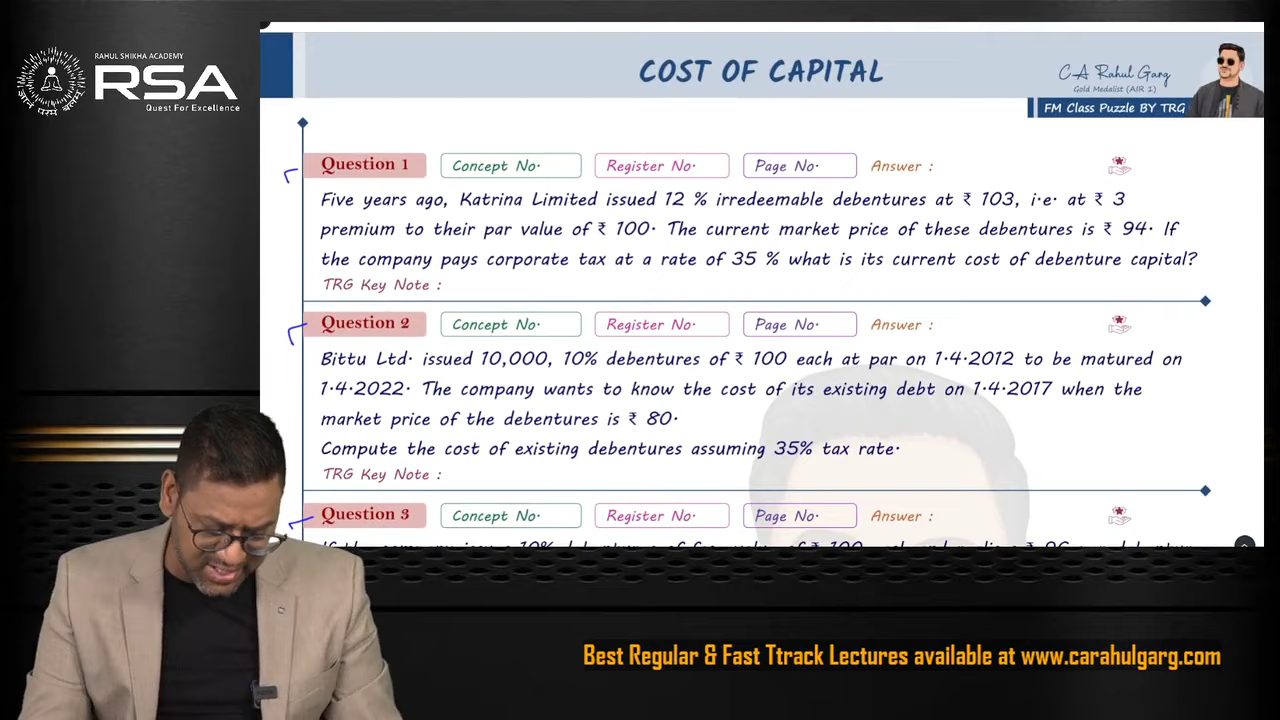 RAHUL SHIKHA ACADEMY
RSA
Quest For Excellence
ज्ञानं परमं बलम्
COST OF CAPITAL
CA Rahul Garg
Gold Medalist (AIR 1)
FM Class Puzzle BY TRG
Question 1 Concept No. Register No. Page No. Answer :
Five years ago, Katrina Limited issued 12 % irredeemable debentures at ₹ 103, i.e. at ₹ 3
premium to their par value of ₹ 100. The current market price of these debentures is ₹ 94. If
the company pays corporate tax at a rate of 35 % what is its current cost of debenture capital?
TRG Key Note :
Question 2 Concept No. Register No. Page No. Answer :
Bittu Ltd. issued 10,000, 10% debentures of ₹ 100 each at par on 1.4.2012 to be matured on
1.4.2022. The company wants to know the cost of its existing debt on 1.4.2017 when the
market price of the debentures is ₹ 80.
Compute the cost of existing debentures assuming 35% tax rate.
TRG Key Note :
Question 3 Concept No. Register No. Page No. Answer :
Best Regular & Fast Ttrack Lectures available at www.carahulgarg.com